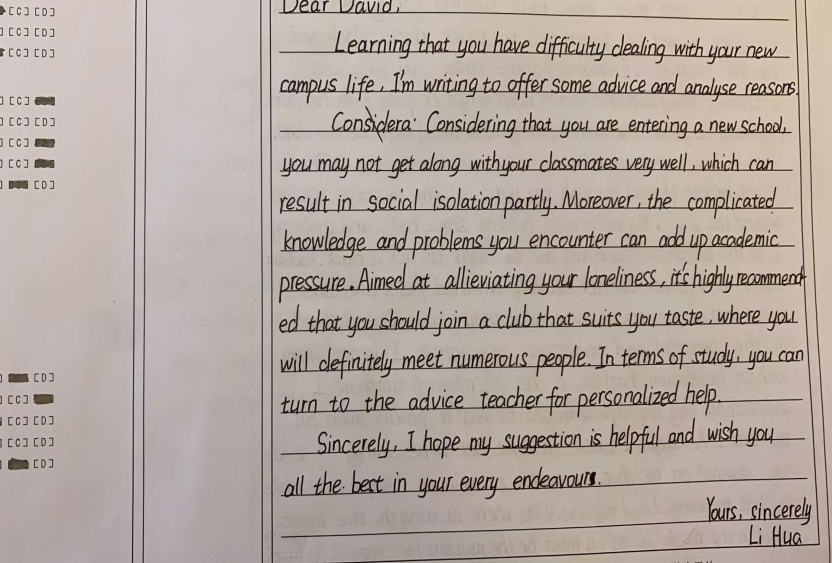 Dear David,
[C] [D]
[C] [D]
[C] [D]
Learning that you have difficulty dealing with your new
campus life, I'm writing to offer some advice and analyse reasons.
[C]
[C] [D]
[C]
[C]
[D]
Considera Considering that you are entering a new school,
you may not get along with your classmates very well, which can
result in social isolation partly. Moreover, the complicated
knowledge and problems you encounter can add up academic
pressure. Aimed at allieviating your loneliness, it's highly recommend
ed that you should join a club that suits you taste, where you
will definitely meet numerous people. In terms of study, you can
turn to the advice teacher for personalized help.
[D]
[C]
[C] [D]
[D]
Sincerely, I hope my suggestion is helpful and wish you
all the best in your every endeavours.
Yours, sincerely
Li Hua